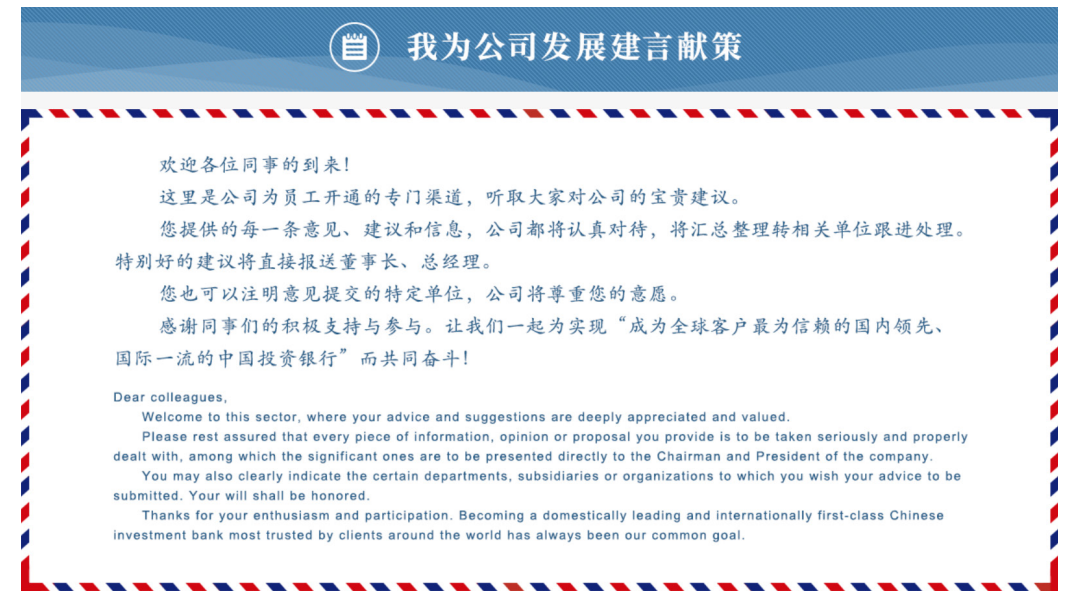 我为公司发展建言献策
欢迎各位同事的到来！
这里是公司为员工开通的专门渠道，听取大家对公司的宝贵建议。
您提供的每一条意见、建议和信息，公司都将认真对待，将汇总整理转相关单位跟进处理。
特别好的建议将直接报送董事长、总经理。
您也可以注明意见提交的特定单位，公司将尊重您的意愿。
感谢同事们的积极支持与参与。让我们一起为实现“成为全球客户最为信赖的国内领先、
国际一流的中国投资银行”而共同奋斗！
Dear colleagues,
Welcome to this sector, where your advice and suggestions are deeply appreciated and valued.
Please rest assured that every piece of information, opinion or proposal you provide is to be taken seriously and properly
dealt with, among which the significant ones are to be presented directly to the Chairman and President of the company.
You may also clearly indicate the certain departments, subsidiaries or organizations to which you wish your advice to be
submitted. Your will shall be honored.
Thanks for your enthusiasm and participation. Becoming a domestically leading and internationally first-class Chinese
investment bank most trusted by clients around the world has always been our common goal.